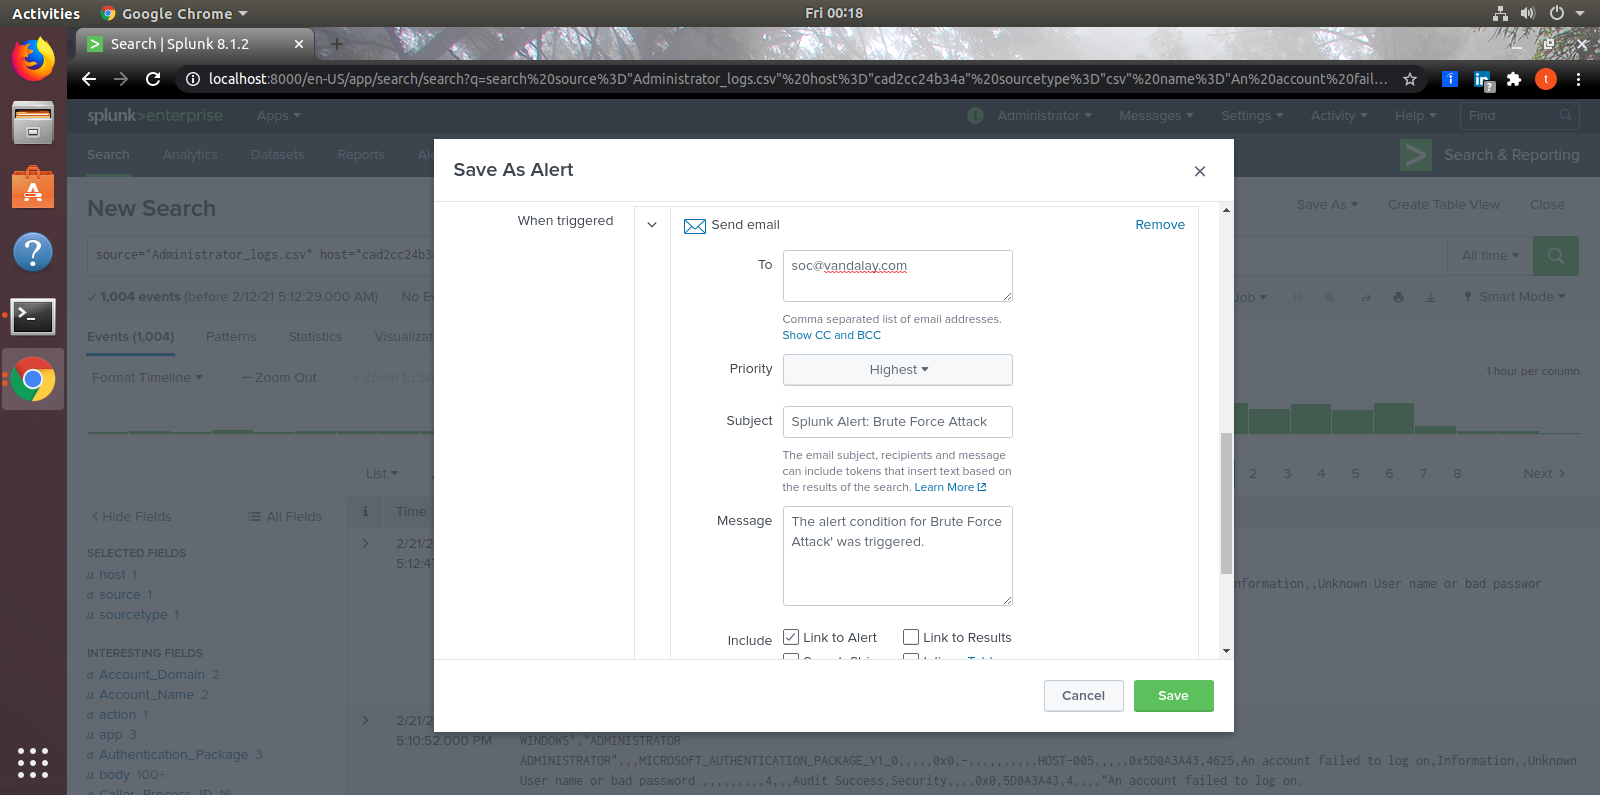 Activities
Google Chrome
Fri 00:18
Search | Splunk 8.1.2
localhost:8000/en-US/app/search/search?q=search%20source%3D"Administrator_logs.csv"%20host%3D"cad2cc24b34a"%20sourcetype%3D"csv"%20name%3D"An%20account%20fail...
t
splunk>enterprise
Apps
Administrator
Messages
Settings
Activity
Help
Find
Search
Analytics
Datasets
Reports
Search & Reporting
Save As Alert
New Search
Save As
Create Table View
Close
source="Administrator_logs.csv" host="cad2cc24b3
All time
1,004 events (before 2/12/21 5:12:29.000 AM)
No Ev
Job
Smart Mode
Events (1,004)
Patterns
Statistics
Visualizat
Format Timeline
— Zoom Out
+ Zoom to Se
1 hour per column
When triggered
Send email
Remove
To
soc@vandalay.com
Comma separated list of email addresses.
Show CC and BCC
Priority
Highest
Subject
Splunk Alert: Brute Force Attack
The email subject, recipients and message
can include tokens that insert text based on
the results of the search. Learn More
Message
The alert condition for Brute Force
Attack' was triggered.
Include
Link to Alert
Link to Results
Cancel
Save
List
2
3
4
5
6
7
8
Next
Hide Fields
All Fields
i
Time
SELECTED FIELDS
a host 1
a source 1
a sourcetype 1
INTERESTING FIELDS
a Account_Domain 2
a Account_Name 2
a action 1
a app 3
a Authentication_Package 3
a body 100+
a Caller_Process_ID 16
2/21/2
5:12:47
nformation,,Unknown User name or bad passwor
2/21/2
5:10:52.000 PM
WINDOWS","ADMINISTRATOR
ADMINISTRATOR",,,MICROSOFT_AUTHENTICATION_PACKAGE_V1_0,,,,,0x0,-,,,,,,,,,,HOST-005,,,,,0x5D0A3A43,4625,An account failed to log on,Information,,Unknown
User name or bad password.,,,,,,,,,4,,,Audit Success,Security,,,,0x0,5D0A3A43,4,,,,"An account failed to log on.